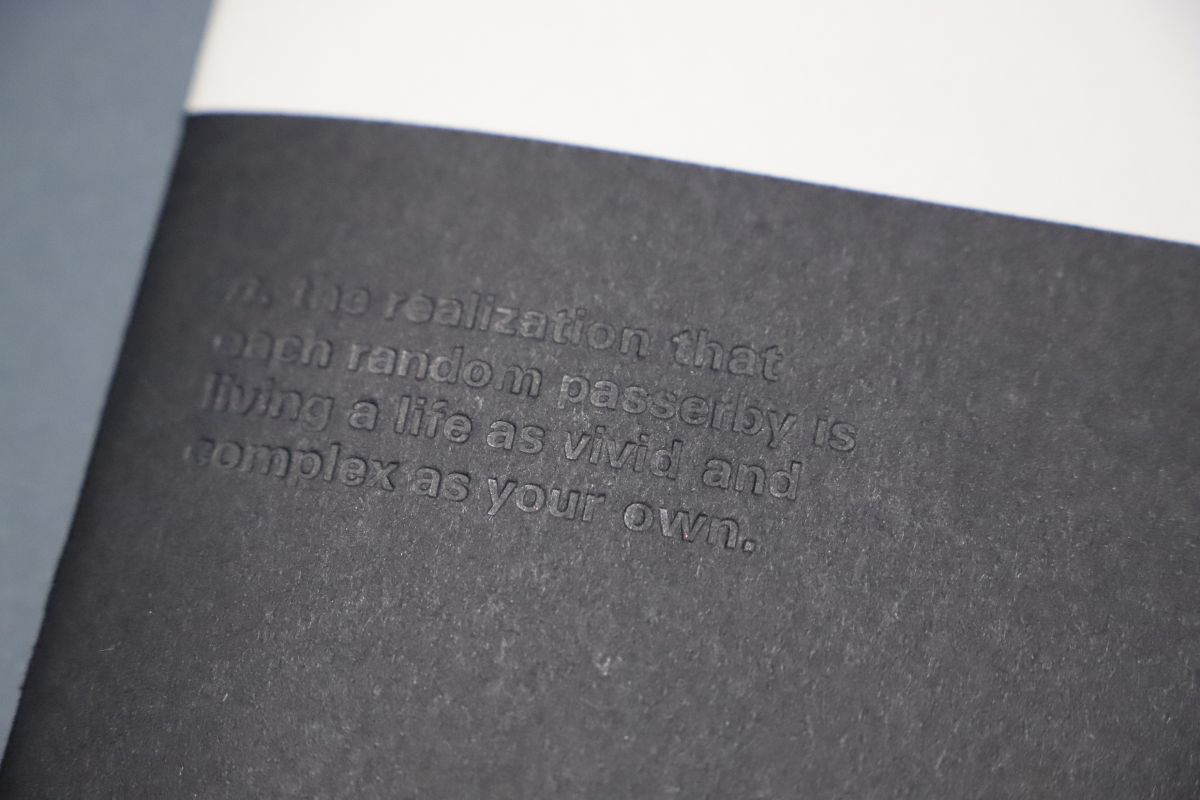 n. the realization that
each random passerby is
living a life as vivid and
complex as your own.